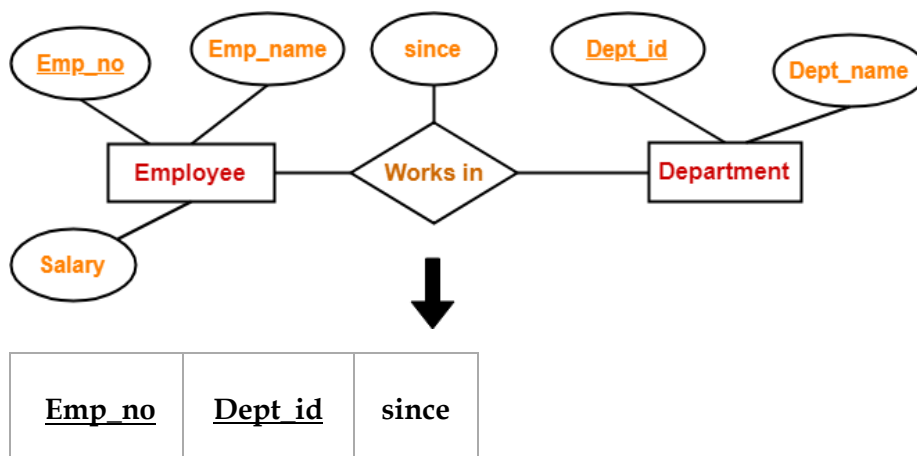 Emp_no
Emp_name
since
Dept_id
Dept_name
Employee
Works in
Department
Salary
Emp_no Dept_id since